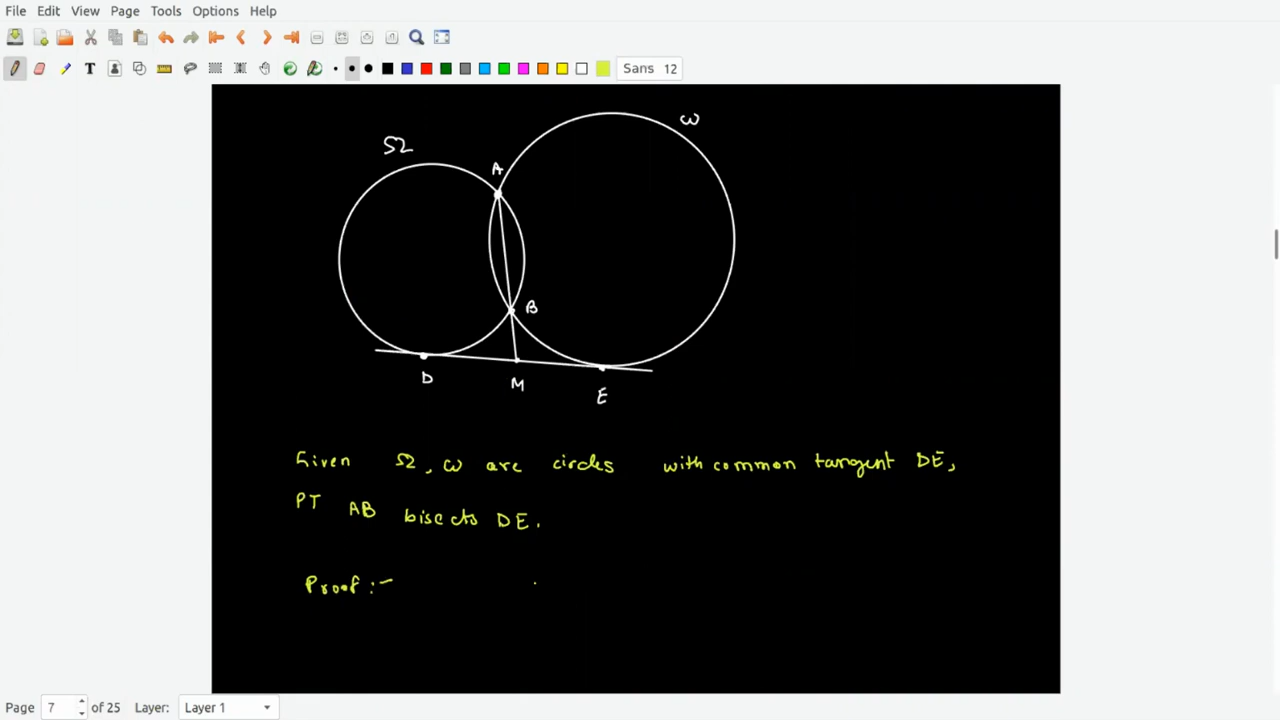 File Edit View Page Tools Options Help
Sans 12
Ω
ω
A
B
D
M
E
Given Ω, ω are circles with common tangent DE,
PT AB bisects DE.
Proof :-
Page 7 of 25 Layer: Layer 1